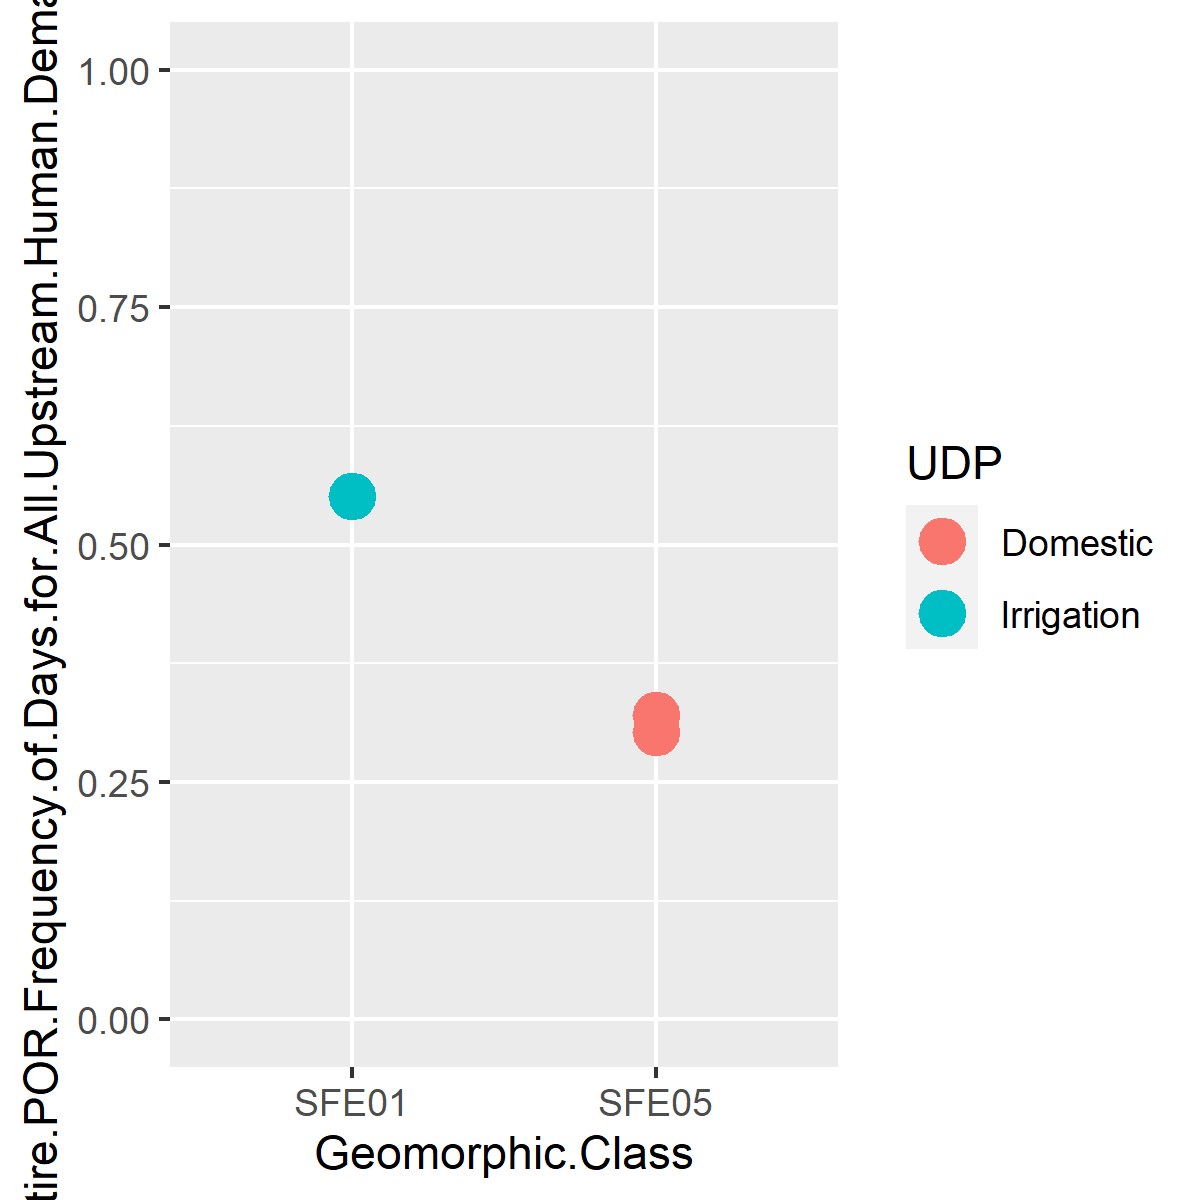 tire.POR.Frequency.of.Days.for.All.Upstream.Human.Dema
1.00
0.75
0.50
0.25
0.00
SFE01
SFE05
Geomorphic.Class
UDP
Domestic
Irrigation